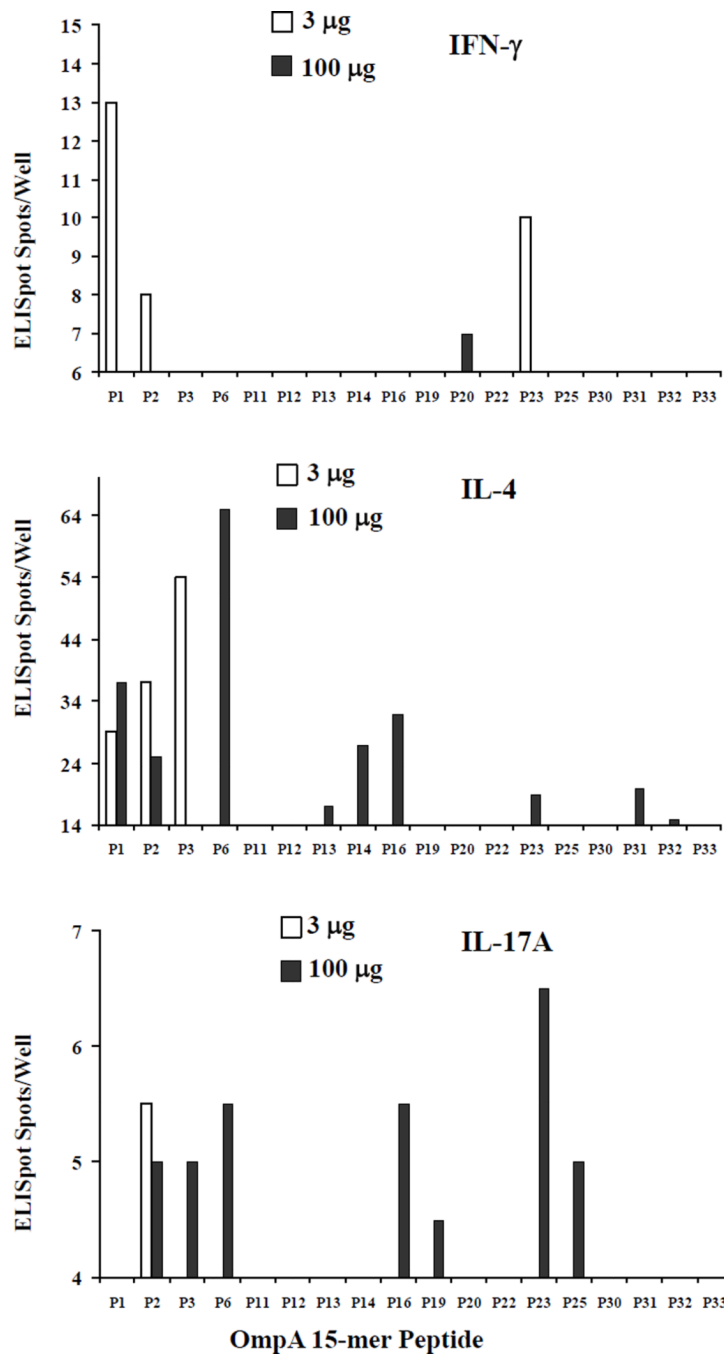 15
3 μg
IFN-γ
14
100 μg
13
12
11
10
9
8
7
6
ELISpot Spots/Well
P1 P2 P3 P6 P11 P12 P13 P14 P16 P19 P20 P22 P23 P25 P30 P31 P32 P33
3 μg
IL-4
100 μg
64
54
44
34
24
14
ELISpot Spots/Well
P1 P2 P3 P6 P11 P12 P13 P14 P16 P19 P20 P22 P23 P25 P30 P31 P32 P33
7
3 μg
IL-17A
100 μg
6
5
4
ELISpot Spots/Well
P1 P2 P3 P6 P11 P12 P13 P14 P16 P19 P20 P22 P23 P25 P30 P31 P32 P33
OmpA 15-mer Peptide